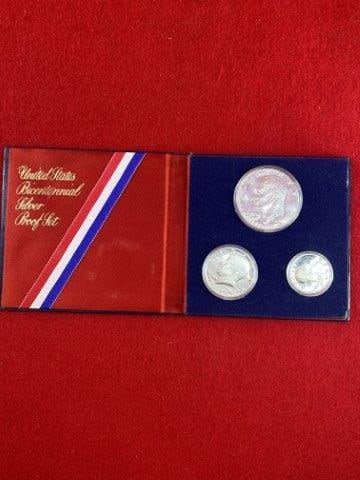 United States
Bicentennial
Silver
Proof Set